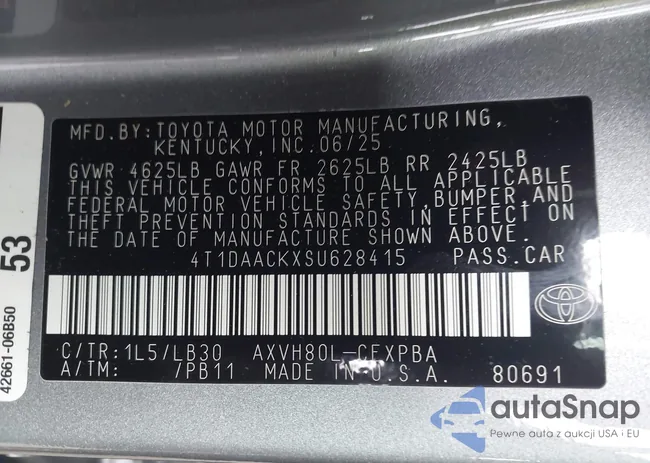 MFD.BY:TOYOTA MOTOR MANUFACTURING,
KENTUCKY,INC.06/25
GVWR 4625LB GAWR FR 2625LB RR 2425LB
THIS VEHICLE CONFORMS TO ALL APPLICABLE
FEDERAL MOTOR VEHICLE SAFETY,BUMPER,AND
THEFT PREVENTION STANDARDS IN EFFECT ON
THE DATE OF MANUFACTURE SHOWN ABOVE.
4T1DAACKXSU628415 PASS.CAR
C/TR:1L5/LB30 AXVH80L-CEXPBA
A/TM: /PB11 MADE IN U.S.A. 80691
53
42661-06B50
autoSnap
Pewne auta z aukcji USA i EU